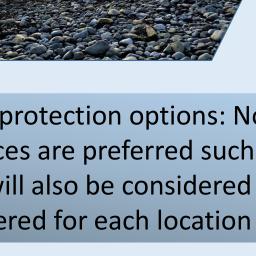 protection options: No
ces are preferred such
will also be considered
ered for each location